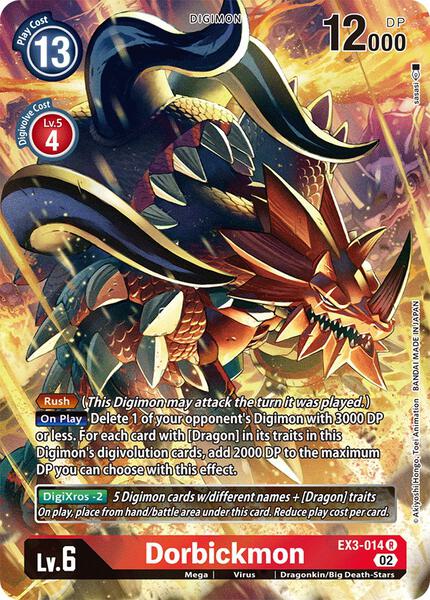 Play Cost
13
DIGIMON
DP
12000
Digivolve Cost
Lv.5
4
sasasi
Rush (This Digimon may attack the turn it was played.)
On Play Delete 1 of your opponent's Digimon with 3000 DP
or less. For each card with [Dragon] in its traits in this
Digimon's digivolution cards, add 2000 DP to the maximum
DP you can choose with this effect.
DigiXros -2 5 Digimon cards w/different names + [Dragon] traits
On play, place from hand/battle area under this card. Reduce play cost per card.
©Akiyoshi Hongo, Toei Animation BANDAI MADE IN JAPAN
Lv.6
Dorbickmon
EX3-014 R
02
Mega | Virus | Dragonkin/Big Death-Stars